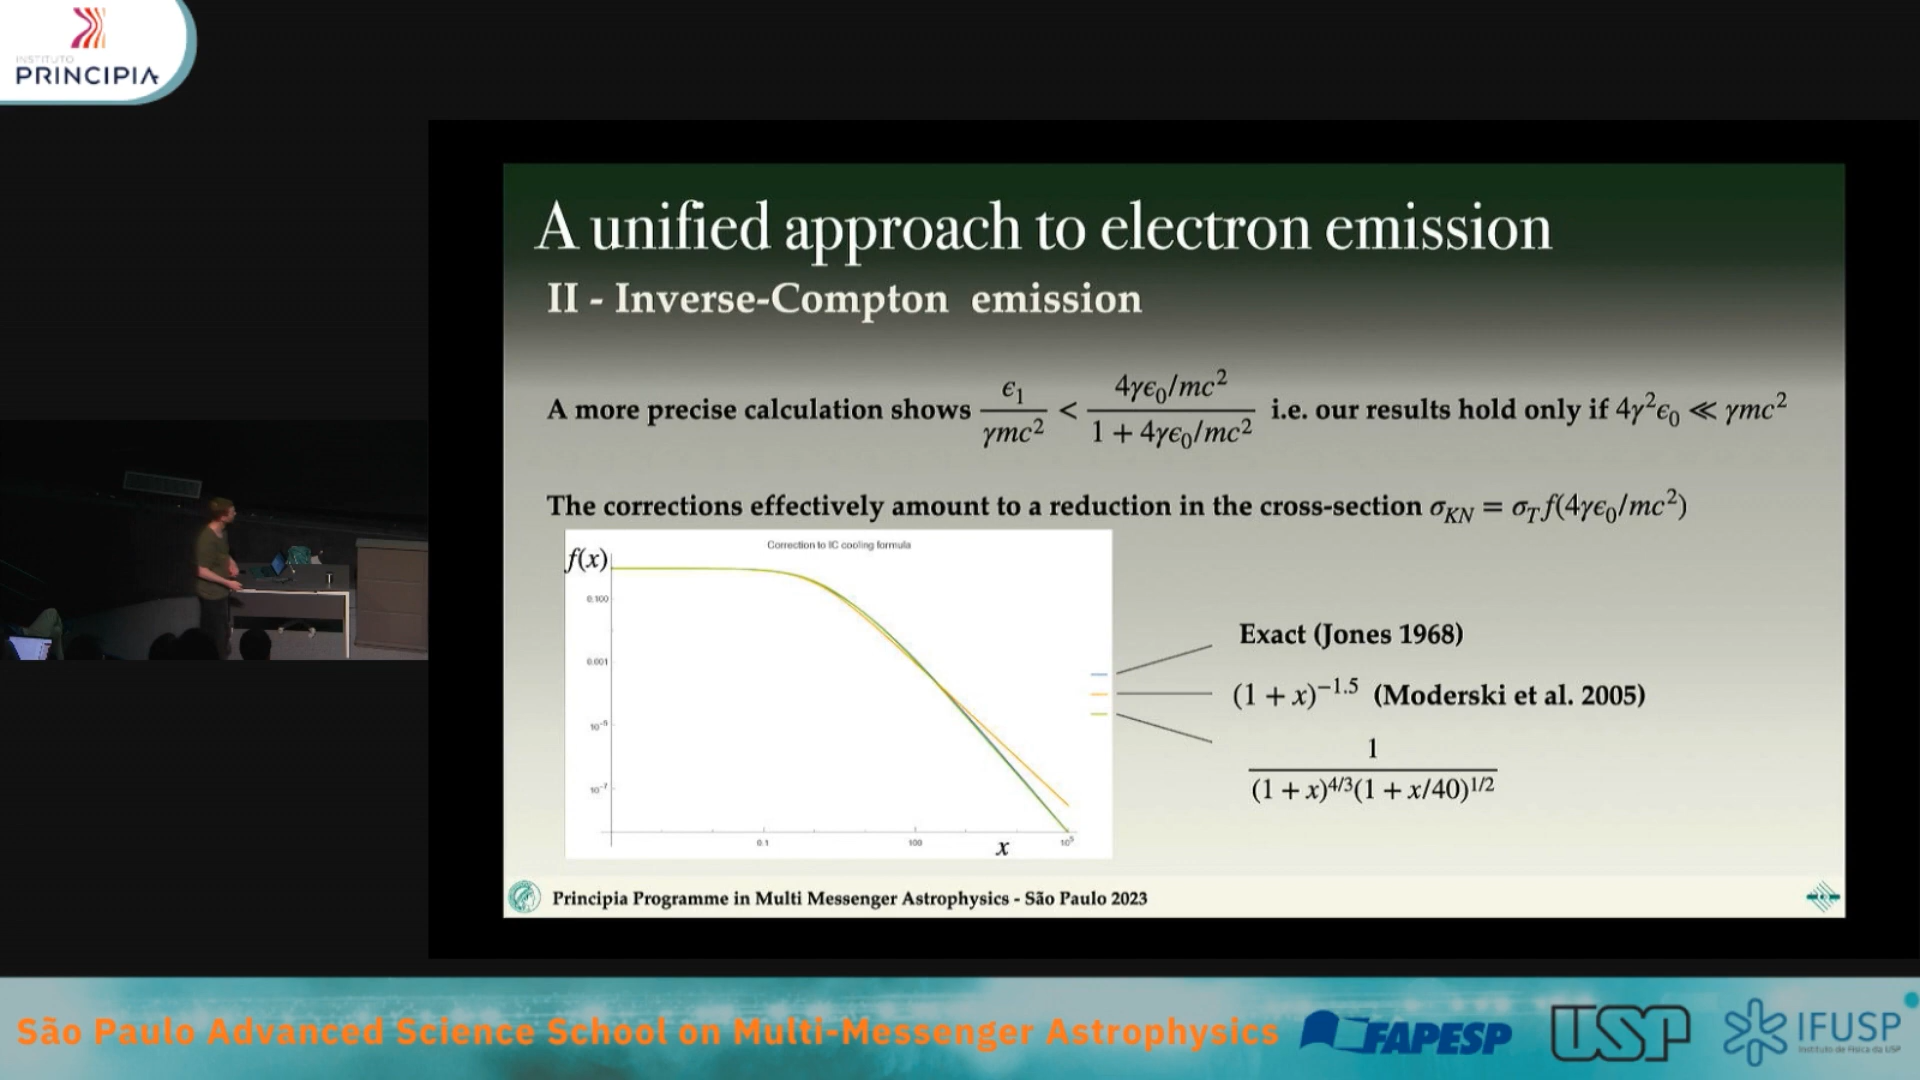 INSTITUTO
PRINCIPIA
A unified approach to electron emission
II - Inverse-Compton emission
A more precise calculation shows ϵ₁/γmc² < 4γϵ₀/mc² / 1 + 4γϵ₀/mc² i.e. our results hold only if 4γ²ϵ₀ ≪ γmc²
The corrections effectively amount to a reduction in the cross-section σ_KN = σ_T f(4γϵ₀/mc²)
Correction to IC cooling formula
f(x)
0.100
0.001
10⁻⁵
10⁻⁷
0.1
100
10⁵
x
Exact (Jones 1968)
(1 + x)^−1.5 (Moderski et al. 2005)
1
(1 + x)^4/3(1 + x/40)^1/2
Principia Programme in Multi Messenger Astrophysics - São Paulo 2023
São Paulo Advanced Science School on Multi-Messenger Astrophysics
FAPESP
USP
IFUSP
Instituto de Física da USP